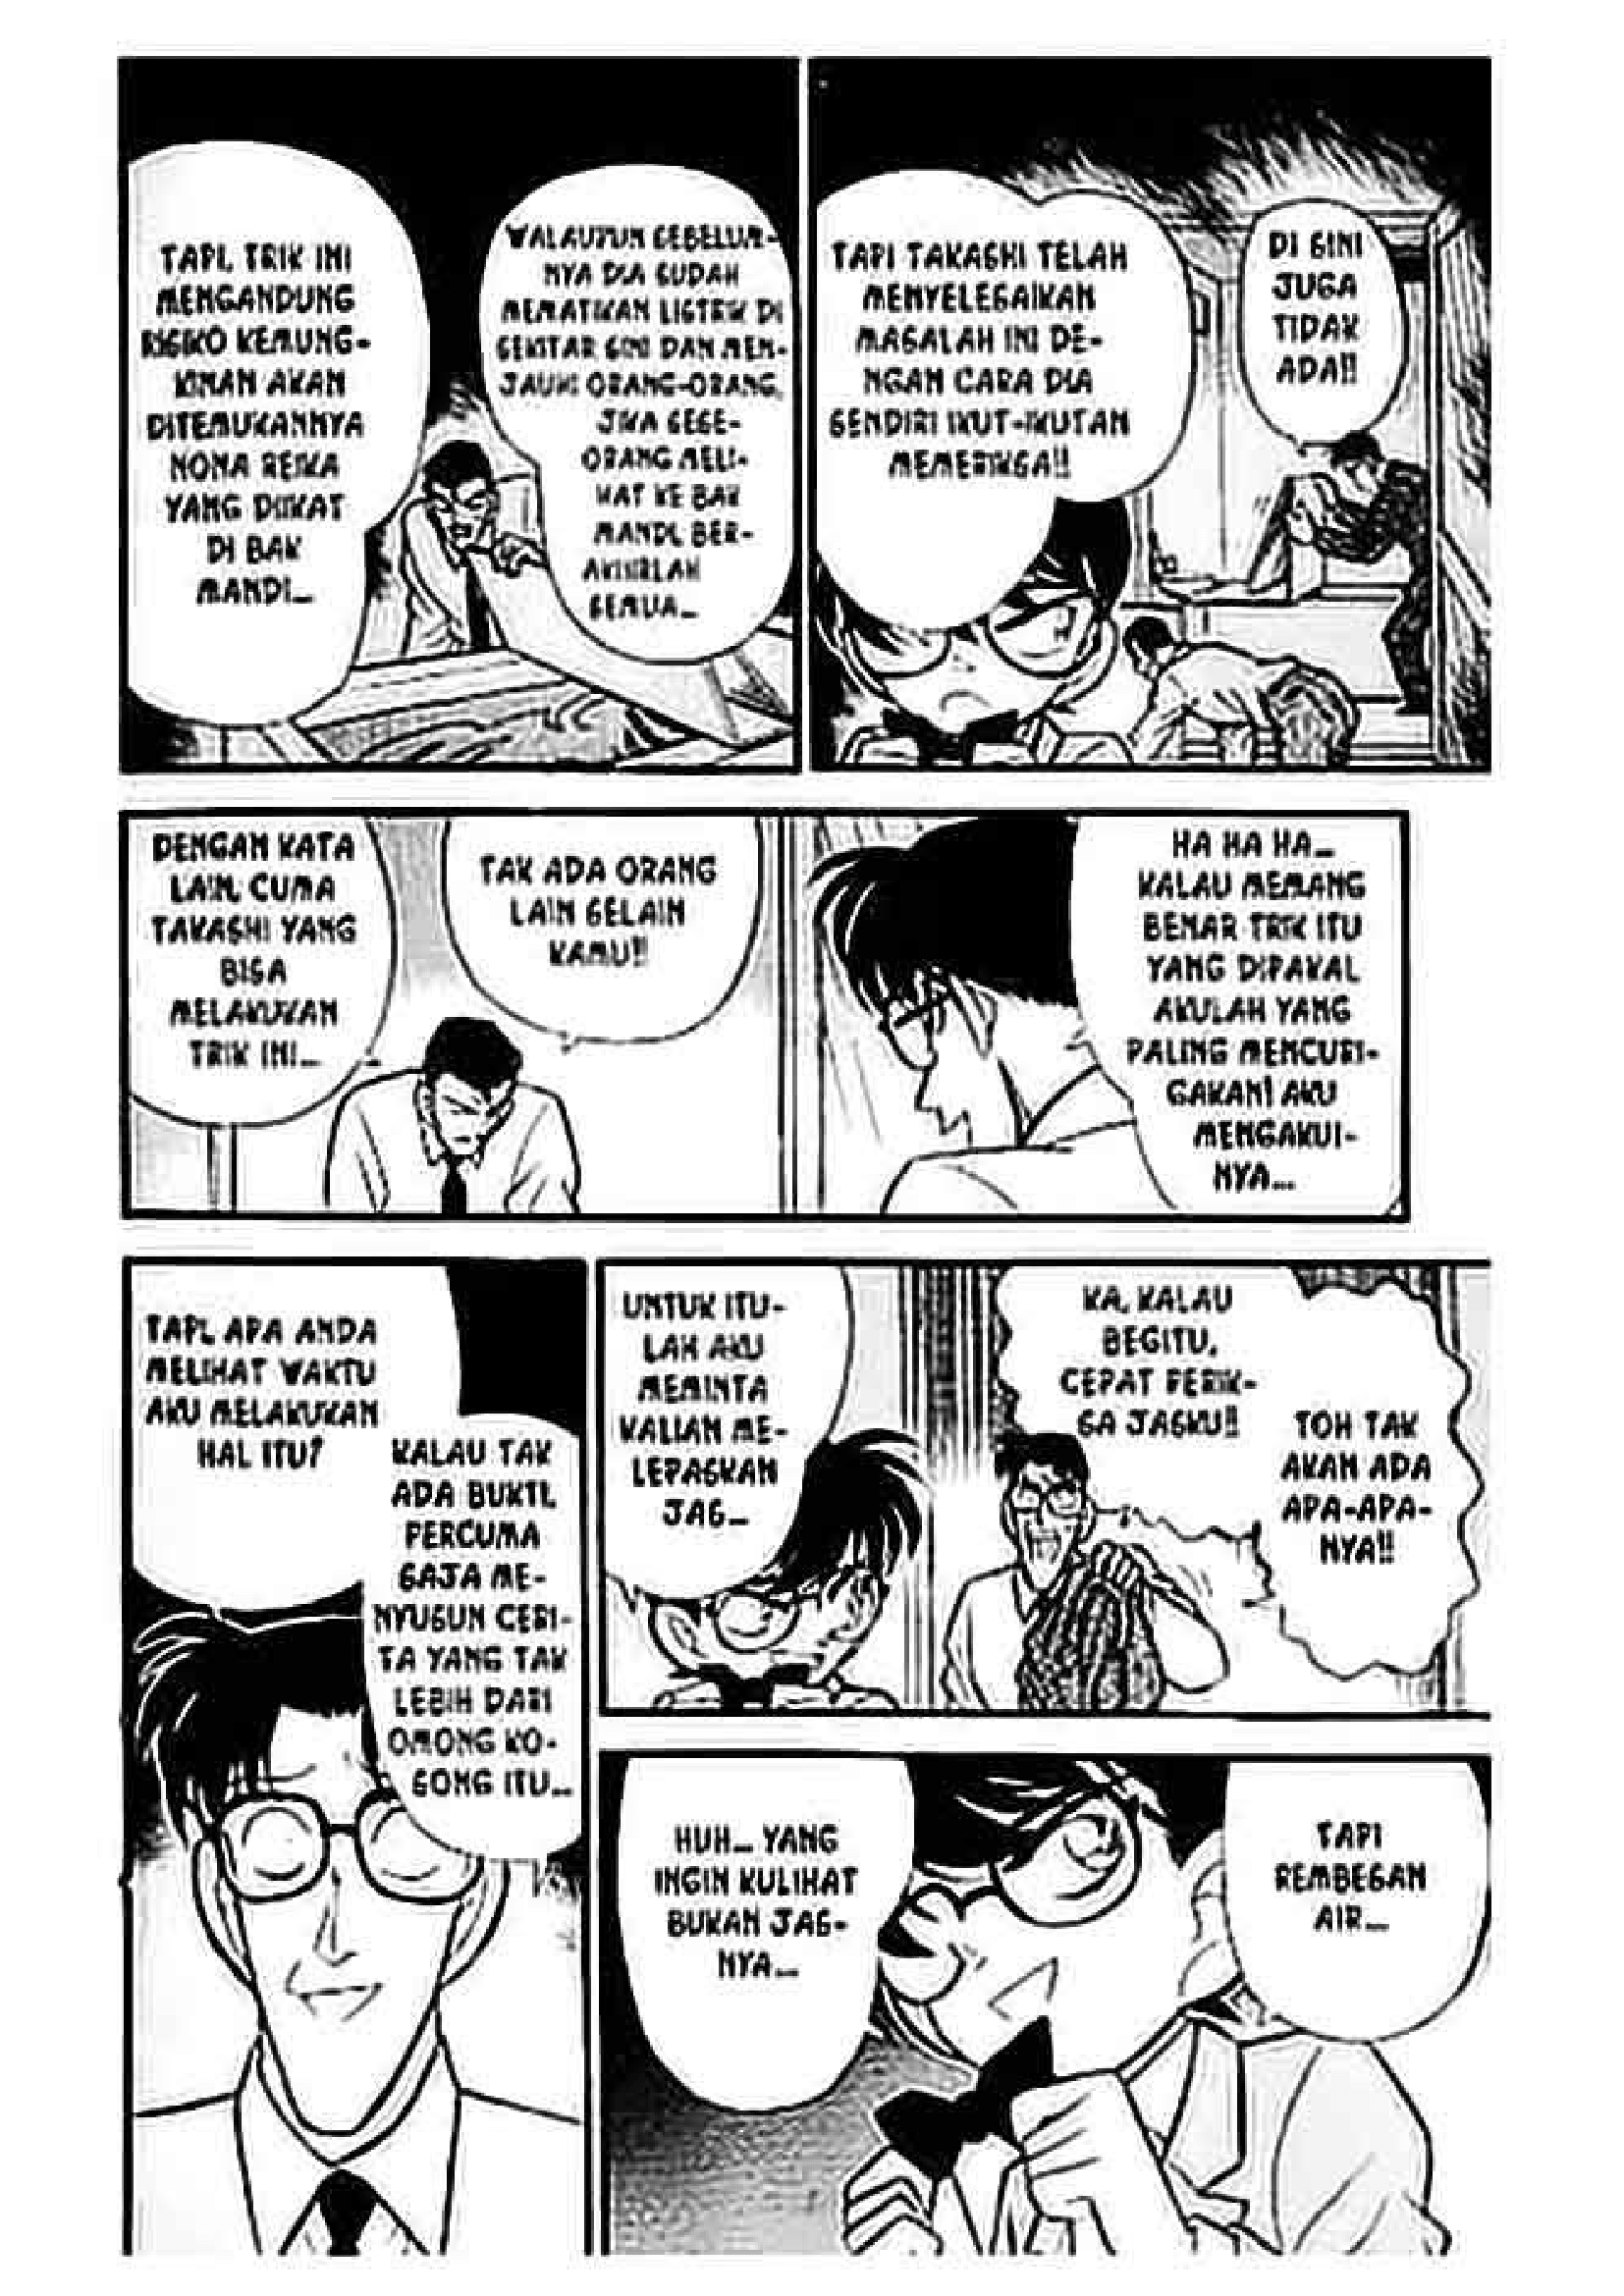 TAPI, TRIK INI
MENGANDUNG
RISIKO KEMUNG-
KINAN AKAN
DITEMUKANNYA
NONA REIKA
YANG DIIKAT
DI BAK
MANDI...
WALAUPUN SEBELUM-
NYA DIA SUDAH
MEMATIKAN LISTRIK DI
SEKITAR SINI DAN MEN-
JAUHI ORANG-ORANG,
JIKA SESE-
ORANG MELI-
HAT KE BAK
MANDI, BER-
AKHIRLAH
SEMUA...
TAPI TAKASHI TELAH
MENYELESAIKAN
MASALAH INI DE-
NGAN CARA DIA
SENDIRI IKUT-IKUTAN
MEMERIKSA!!
DI SINI
JUGA
TIDAK
ADA!!
DENGAN KATA
LAIN, CUMA
TAKASHI YANG
BISA
MELAKUKAN
TRIK INI...
TAK ADA ORANG
LAIN SELAIN
KAMU!!
HA HA HA...
KALAU MEMANG
BENAR TRIK ITU
YANG DIPAKAI,
AKULAH YANG
PALING MENCURI-
GAKAN! AKU
MENGAKUI-
NYA...
TAPI, APA ANDA
MELIHAT WAKTU
AKU MELAKUKAN
HAL ITU?
KALAU TAK
ADA BUKTI,
PERCUMA
SAJA ME-
NYUSUN CERI-
TA YANG TAK
LEBIH DARI
OMONG KO-
SONG ITU...
UNTUK ITU-
LAH AKU
MEMINTA
KALIAN ME-
LEPASKAN
JAS...
KA, KALAU
BEGITU,
CEPAT PERIK-
SA JASKU!!
TOH TAK
AKAN ADA
APA-APA-
NYA!!
HUH... YANG
INGIN KULIHAT
BUKAN JAS-
NYA...
TAPI
REMBESAN
AIR...